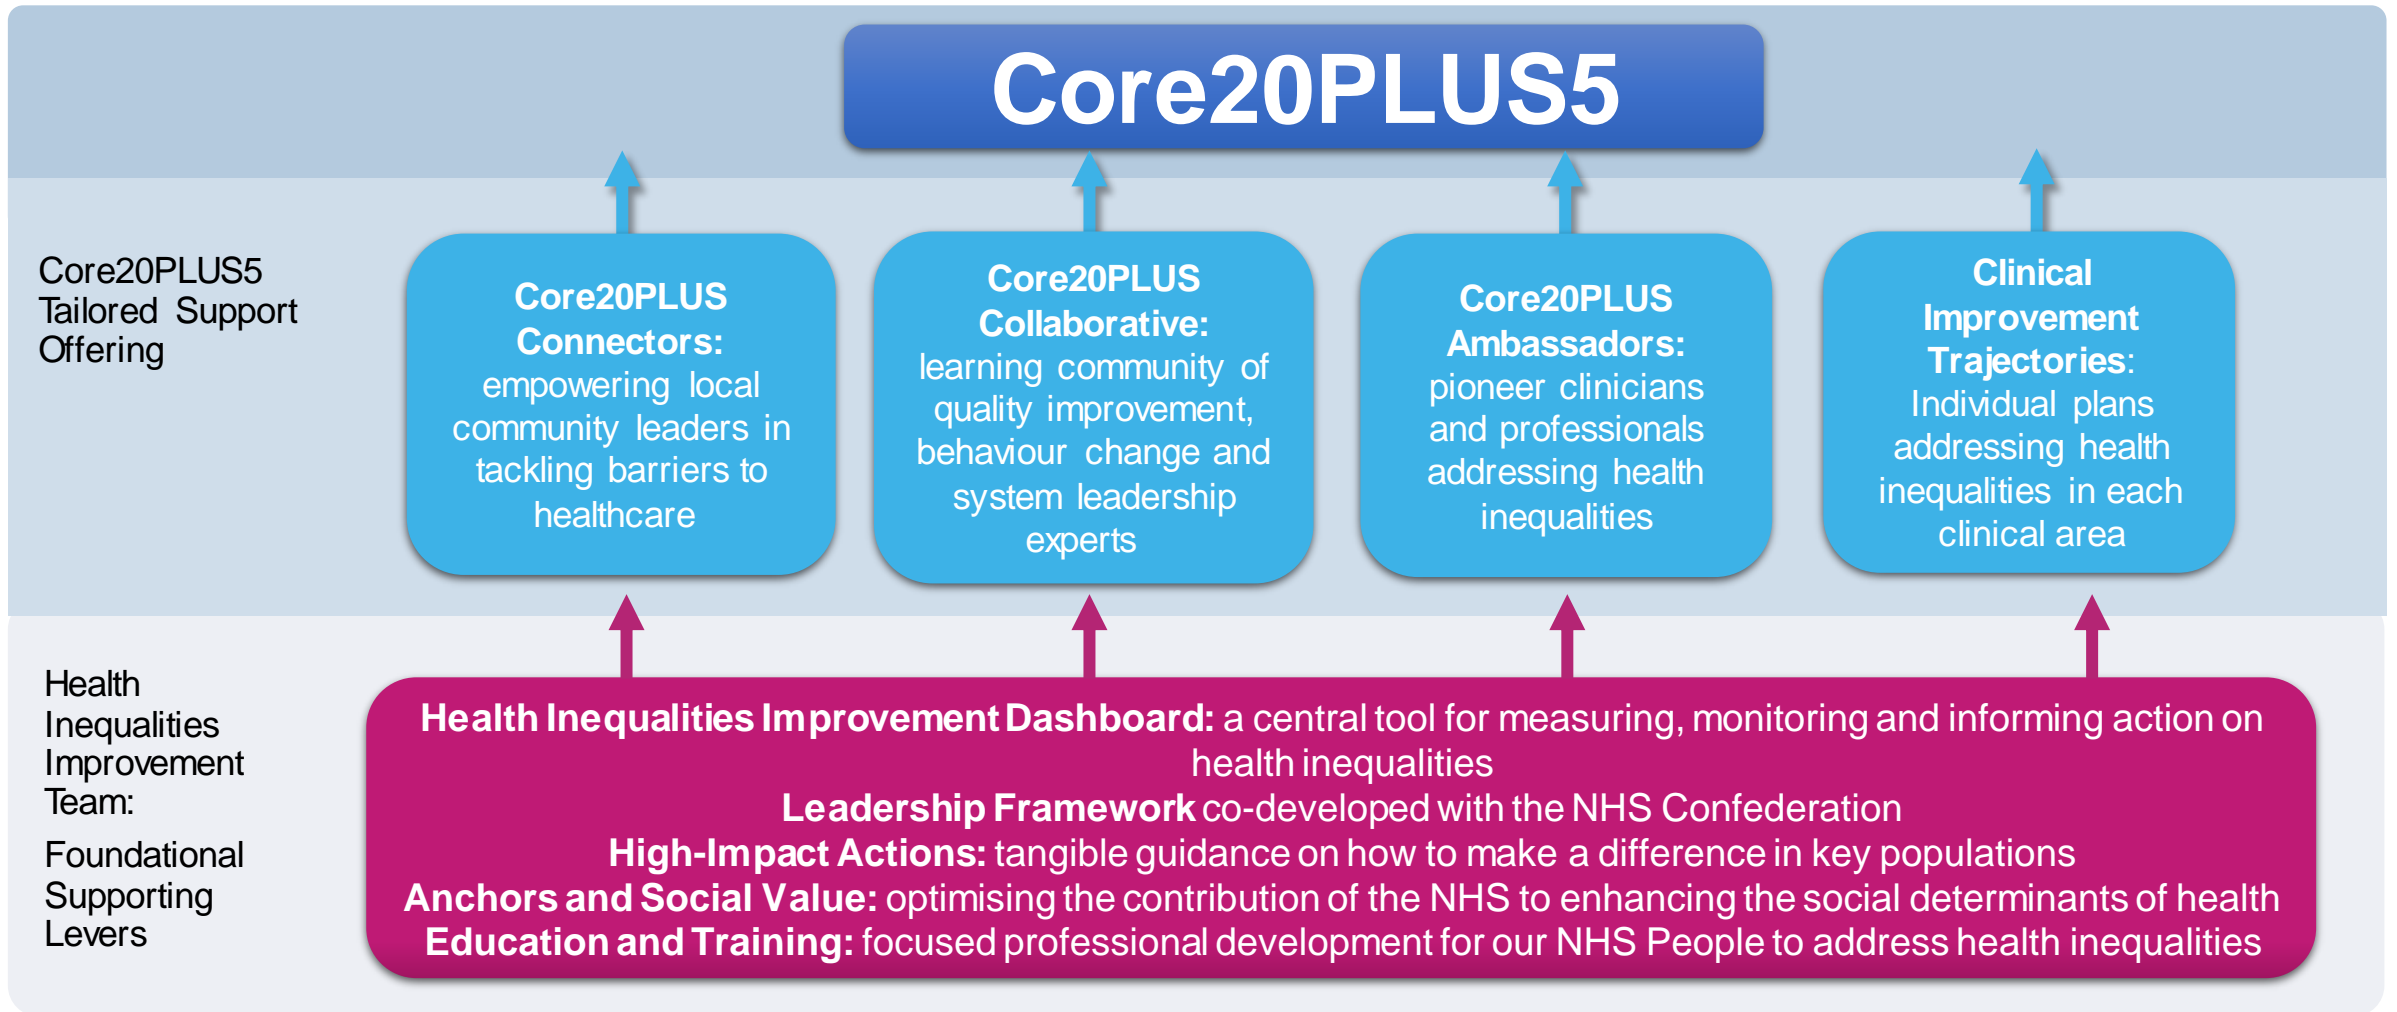 Core20PLUS5
Core20PLUS5
Tailored Support
Offering
Core20PLUS
Connectors:
empowering local
community leaders in
tackling barriers to
healthcare
Core20PLUS
Collaborative:
learning community of
quality improvement,
behaviour change and
system leadership
experts
Core20PLUS
Ambassadors:
pioneer clinicians
and professionals
addressing health
inequalities
Clinical
Improvement
Trajectories:
Individual plans
addressing health
inequalities in each
clinical area
Health
Inequalities
Improvement
Team:
Foundational
Supporting
Levers
Health Inequalities Improvement Dashboard: a central tool for measuring, monitoring and informing action on
health inequalities
Leadership Framework co-developed with the NHS Confederation
High-Impact Actions: tangible guidance on how to make a difference in key populations
Anchors and Social Value: optimising the contribution of the NHS to enhancing the social determinants of health
Education and Training: focused professional development for our NHS People to address health inequalities